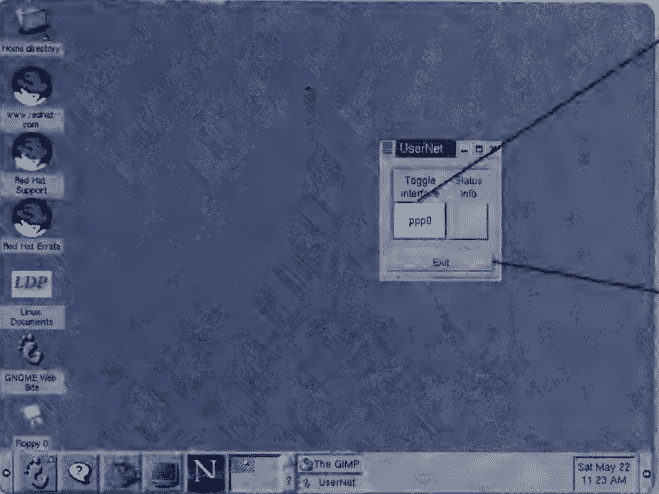 Home directory
www.redhat.
com
Red Hat
Support
Red Hat Errata
LDP
Linux
Documents
GNOME Web
Site
Floppy 0
UserNet
Toggle
interface
Status
info
ppp0
Exit
N
?
?
The GIMP
UserNet
Sat May 22
11:23 AM